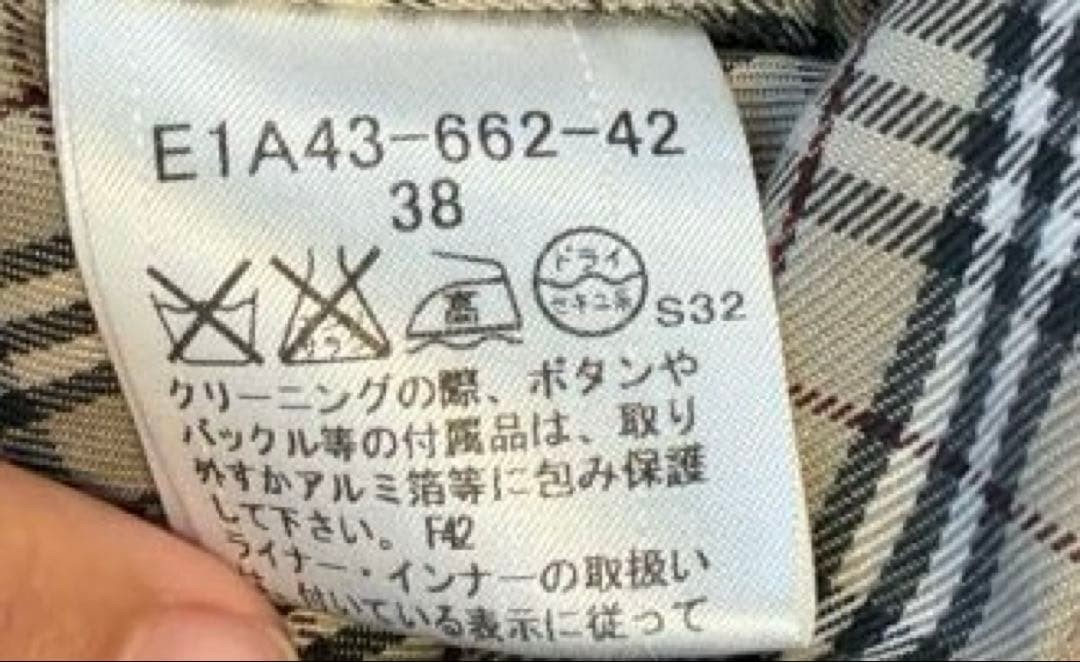 E1A43-662-42
38
高 ドライ
セキユ系 S32
クリーニングの際、ボタンや
バックル等の付属品は、取り
外すかアルミ箔等に包み保護
して下さい。 F42
ライナー・インナーの取扱い
付いている表示に従って